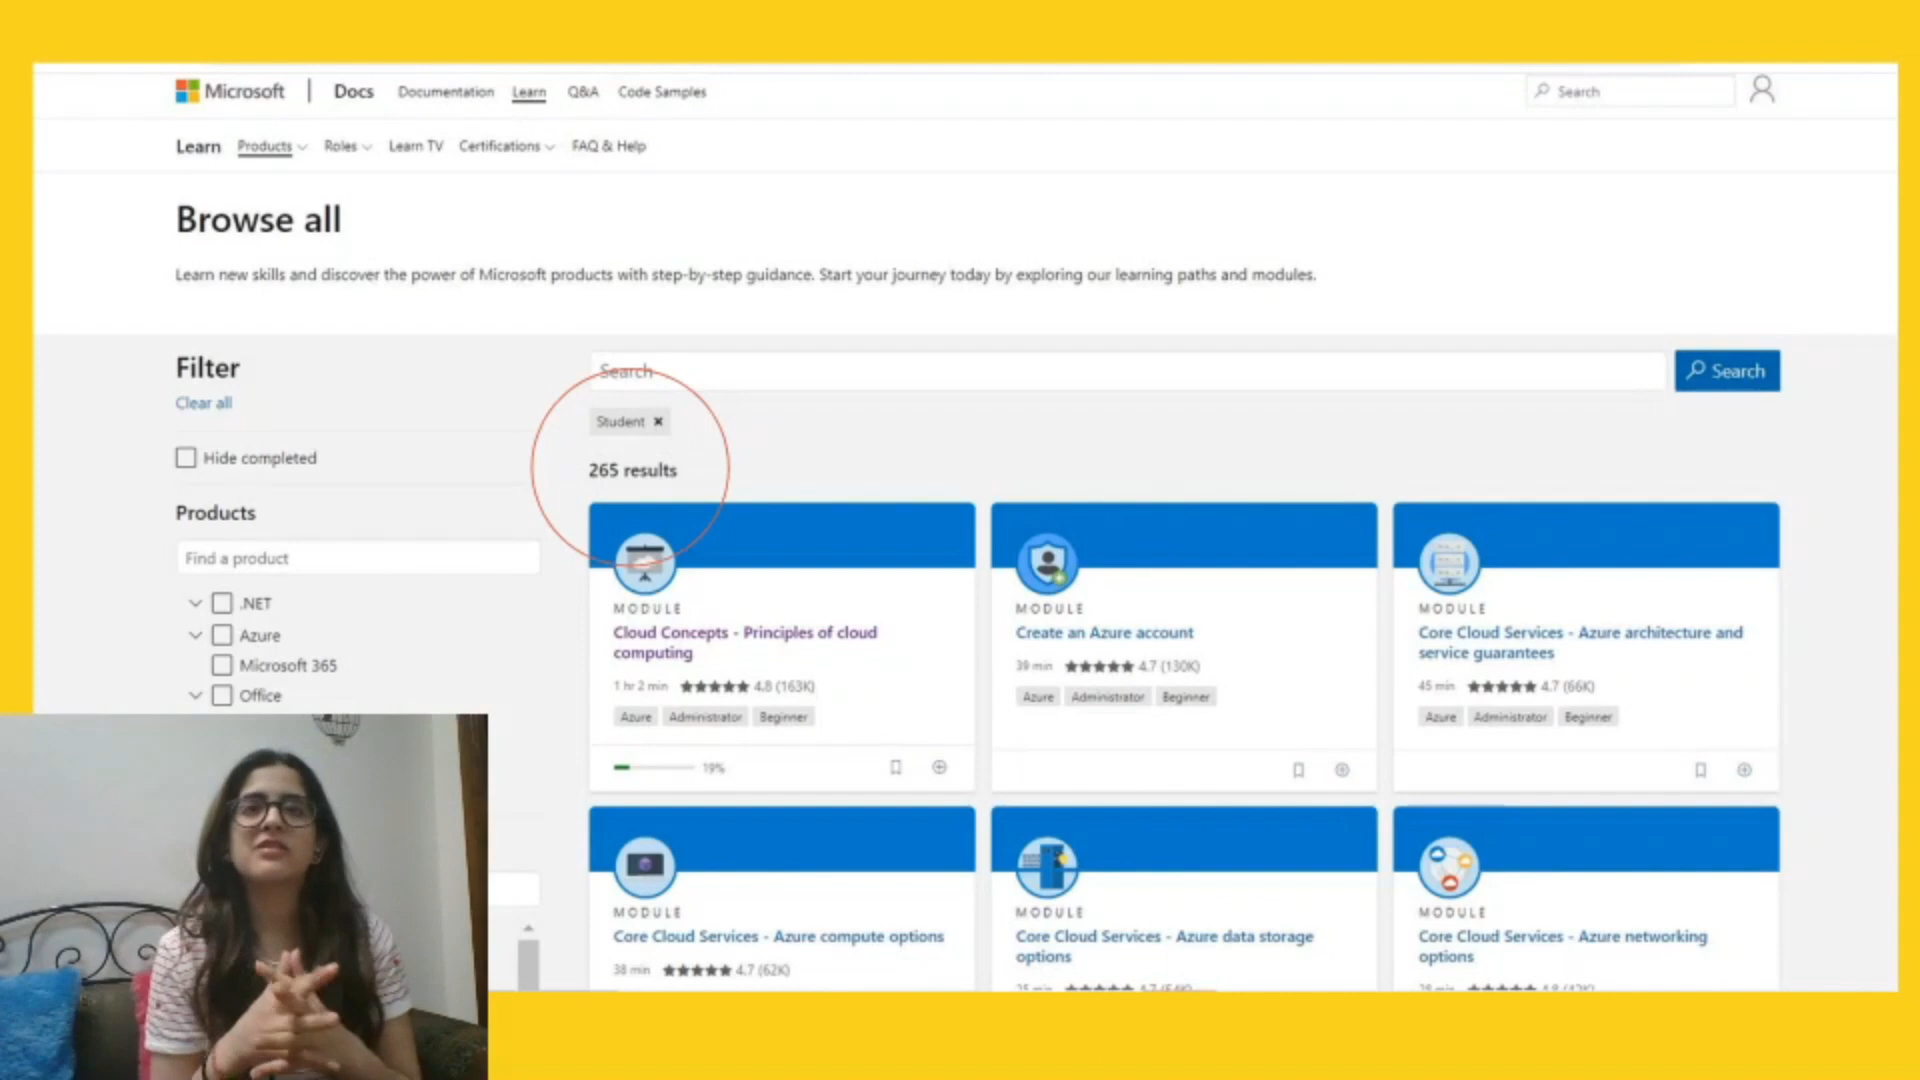 Microsoft | Docs Documentation Learn Q&A Code Samples Search
Learn Products Roles Learn TV Certifications FAQ & Help
Browse all
Learn new skills and discover the power of Microsoft products with step-by-step guidance. Start your journey today by exploring our learning paths and modules.
Filter
Clear all
Hide completed
Products
Find a product
.NET
Azure
Microsoft 365
Office
Search Search
Student ×
265 results
MODULE
Cloud Concepts - Principles of cloud
computing
1 hr 2 min ★★★★★ 4.8 (163K)
Azure Administrator Beginner
19%
MODULE
Create an Azure account
39 min ★★★★★ 4.7 (130K)
Azure Administrator Beginner
MODULE
Core Cloud Services - Azure architecture and
service guarantees
45 min ★★★★★ 4.7 (66K)
Azure Administrator Beginner
MODULE
Core Cloud Services - Azure compute options
38 min ★★★★★ 4.7 (62K)
MODULE
Core Cloud Services - Azure data storage
options
MODULE
Core Cloud Services - Azure networking
options